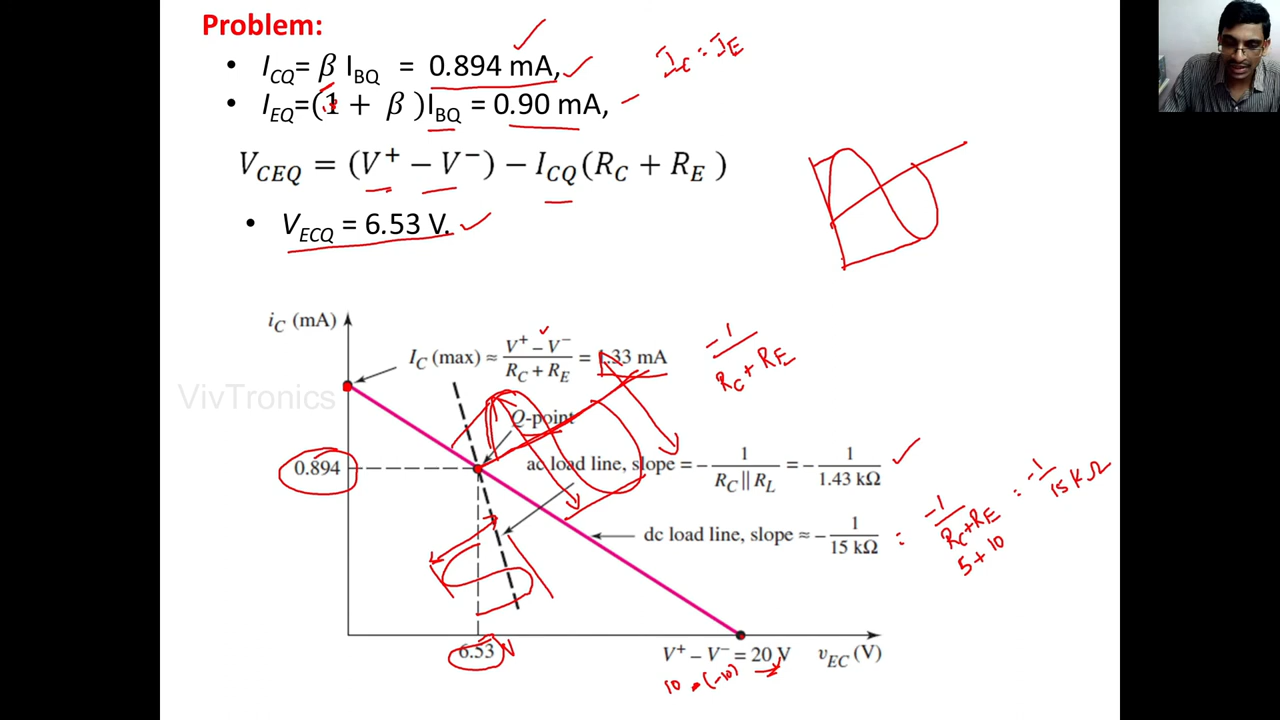 Problem:
• I_CQ= β I_BQ = 0.894 mA,
I_C = I_E
• I_EQ=(1 + β )I_BQ = 0.90 mA,
V_CEQ = (V⁺ − V⁻) − I_CQ(R_C + R_E )
• V_ECQ = 6.53 V.
i_C (mA)
I_C (max) ≈ (V⁺ − V⁻)/(R_C + R_E) = 1.33 mA
-1/(R_C + R_E)
VivTronics
Q-point
0.894
ac load line, slope = − 1/(R_C||R_L) = − 1/(1.43 kΩ)
dc load line, slope ≈ − 1/(15 kΩ) = -1/(R_C+R_E) = -1/(15 kΩ)
5+10
6.53 V
V⁺ − V⁻ = 20 V
υ_EC (V)
10 - (-10)